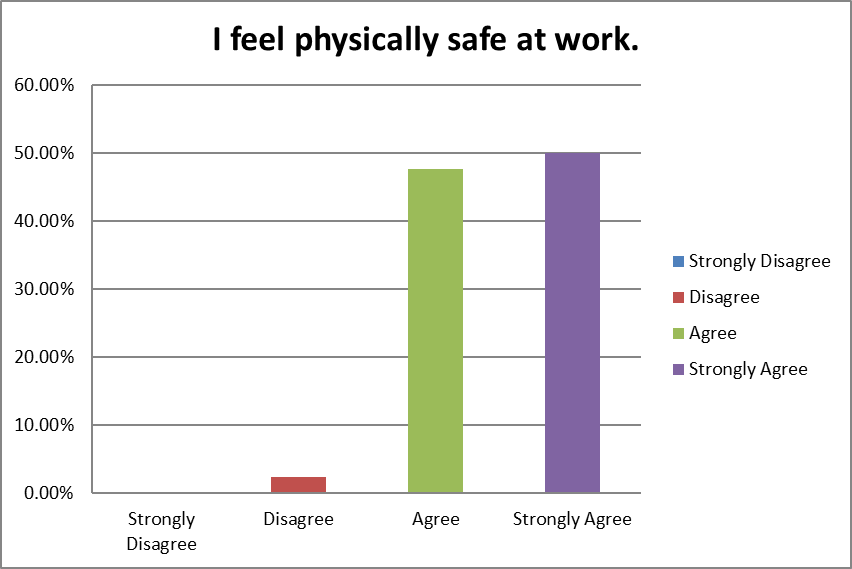 I feel physically safe at work.
60.00%
50.00%
40.00%
30.00%
20.00%
10.00%
0.00%
Strongly
Disagree
Disagree
Agree
Strongly Agree
Strongly Disagree
Disagree
Agree
Strongly Agree